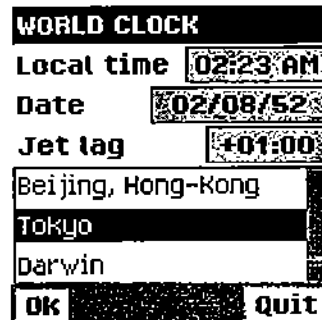 WORLD CLOCK
Local time 02:23 AM
Date 02/08/52
Jet lag +01:00
Beijing, Hong-Kong
Tokyo
Darwin
OK Quit